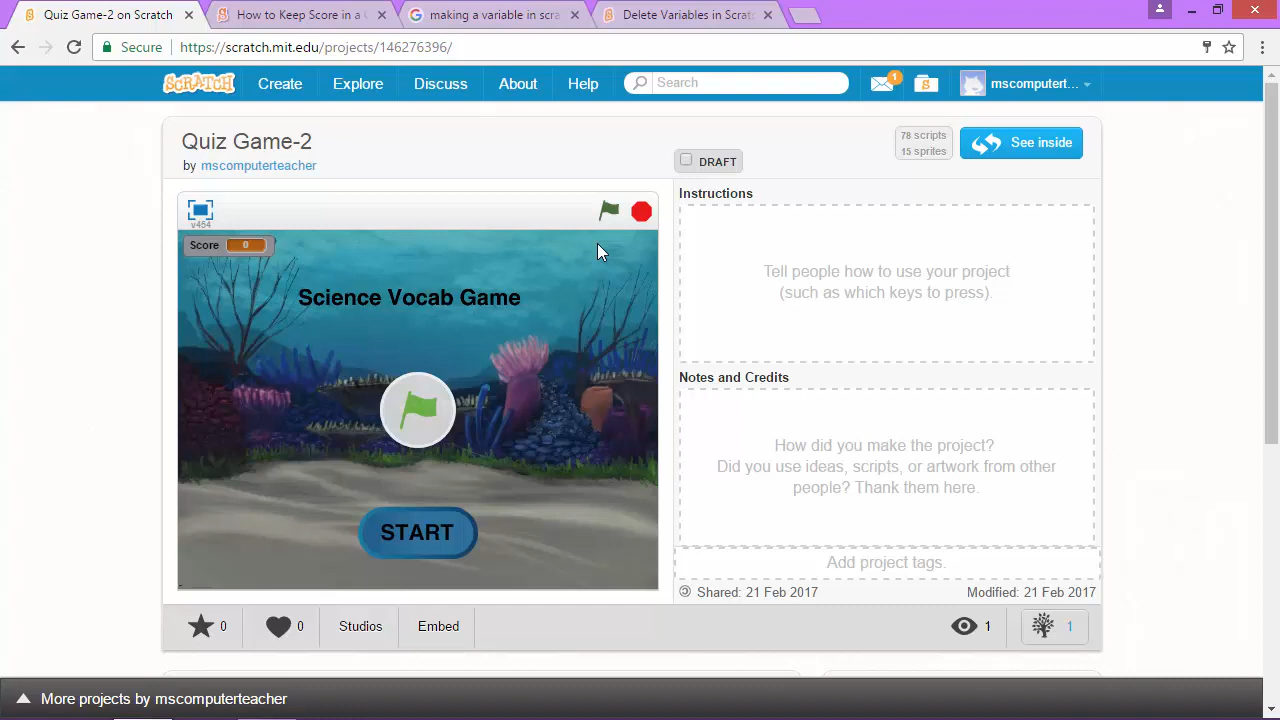 Quiz Game-2 on Scratch
How to Keep Score in a
making a variable in scra
Delete Variables in Scratc
Secure
https://scratch.mit.edu/projects/146276396/
SCRATCH
Create
Explore
Discuss
About
Help
Search
1
mscomputert...
Quiz Game-2
by mscomputerteacher
DRAFT
78 scripts
15 sprites
See inside
v454
Score 0
Science Vocab Game
START
Instructions
Tell people how to use your project
(such as which keys to press).
Notes and Credits
How did you make the project?
Did you use ideas, scripts, or artwork from other
people? Thank them here.
Add project tags.
Shared: 21 Feb 2017
Modified: 21 Feb 2017
0
0
Studios
Embed
1
1
More projects by mscomputerteacher